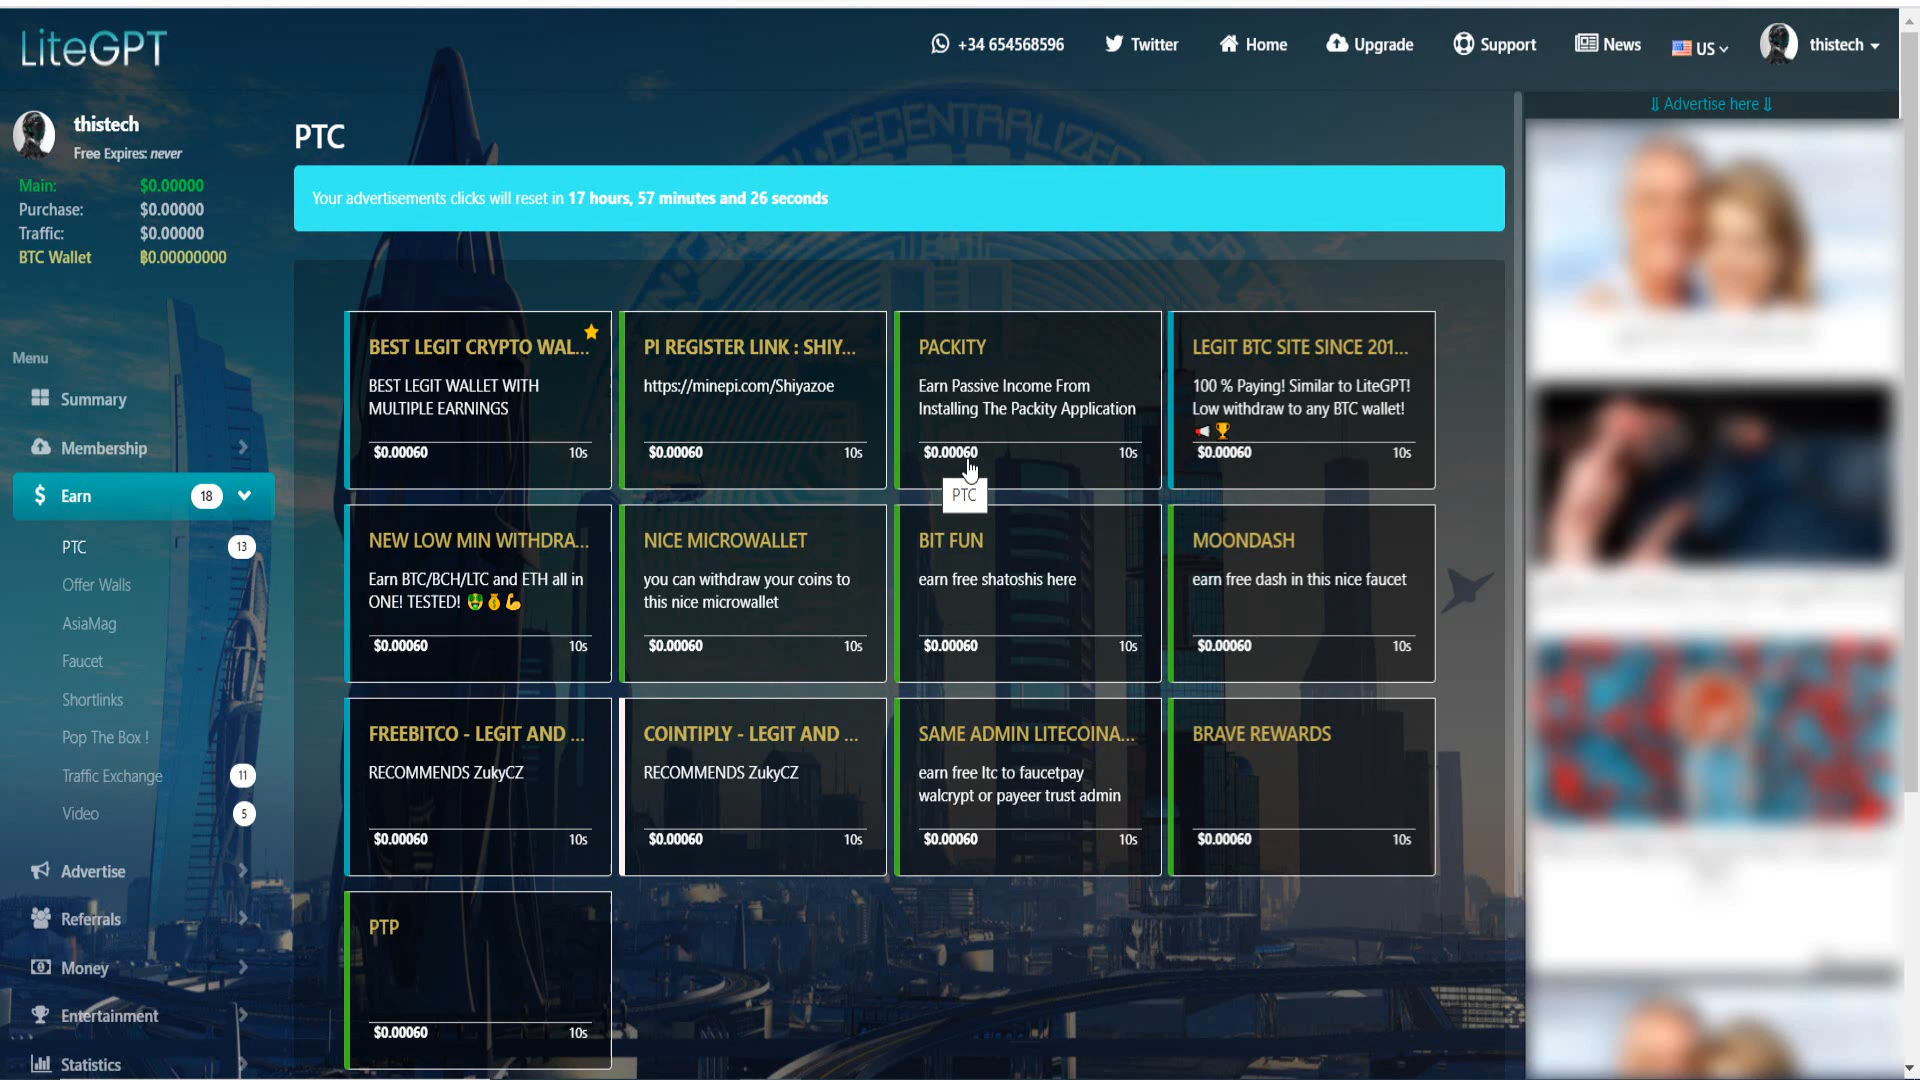 LiteGPT
+34 654568596
Twitter
Home
Upgrade
Support
News
US
thistech
thistech
Free Expires: never
Main: $0.00000
Purchase: $0.00000
Traffic: $0.00000
BTC Wallet ₿0.00000000
Menu
Summary
Membership
Earn 18
PTC 13
Offer Walls
AsiaMag
Faucet
Shortlinks
Pop The Box !
Traffic Exchange 11
Video 5
Advertise
Referrals
Money
Entertainment
Statistics
PTC
Your advertisements clicks will reset in 17 hours, 57 minutes and 26 seconds
BEST LEGIT CRYPTO WAL...
BEST LEGIT WALLET WITH
MULTIPLE EARNINGS
$0.00060 10s
PI REGISTER LINK : SHIY...
https://minepi.com/Shiyazoe
$0.00060 10s
PACKITY
Earn Passive Income From
Installing The Packity Application
$0.00060 10s
PTC
LEGIT BTC SITE SINCE 201...
100 % Paying! Similar to LiteGPT!
Low withdraw to any BTC wallet!
📢🏆
$0.00060 10s
NEW LOW MIN WITHDRA...
Earn BTC/BCH/LTC and ETH all in
ONE! TESTED! 🤑💰💪
$0.00060 10s
NICE MICROWALLET
you can withdraw your coins to
this nice microwallet
$0.00060 10s
BIT FUN
earn free shatoshis here
$0.00060 10s
MOONDASH
earn free dash in this nice faucet
$0.00060 10s
FREEBITCO - LEGIT AND ...
RECOMMENDS ZukyCZ
$0.00060 10s
COINTIPLY - LEGIT AND ...
RECOMMENDS ZukyCZ
$0.00060 10s
SAME ADMIN LITECOINA...
earn free ltc to faucetpay
walcrypt or payeer trust admin
$0.00060 10s
BRAVE REWARDS
$0.00060 10s
PTP
$0.00060 10s
⇓ Advertise here ⇓